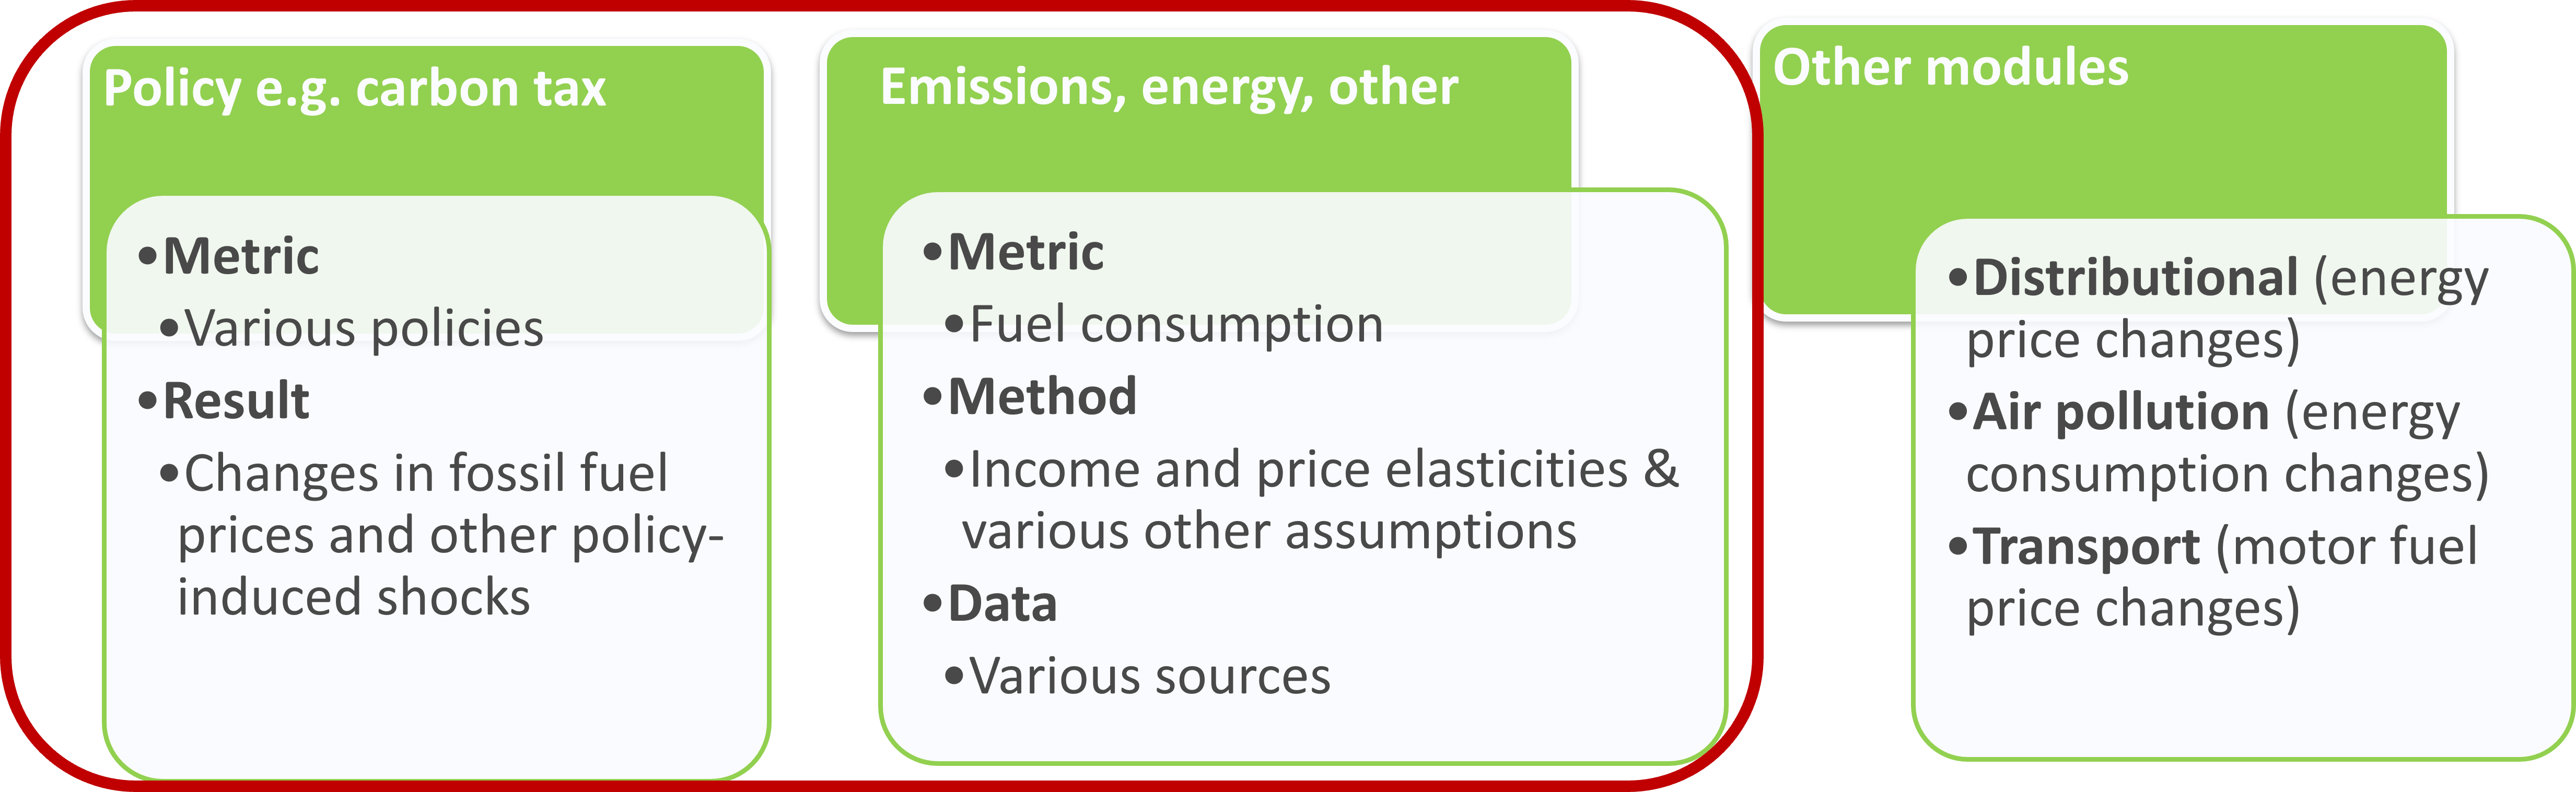 Policy e.g. carbon tax
•Metric
•Various policies
•Result
•Changes in fossil fuel
prices and other policy-
induced shocks
Emissions, energy, other
•Metric
•Fuel consumption
•Method
•Income and price elasticities &
various other assumptions
•Data
•Various sources
Other modules
•Distributional (energy
price changes)
•Air pollution (energy
consumption changes)
•Transport (motor fuel
price changes)